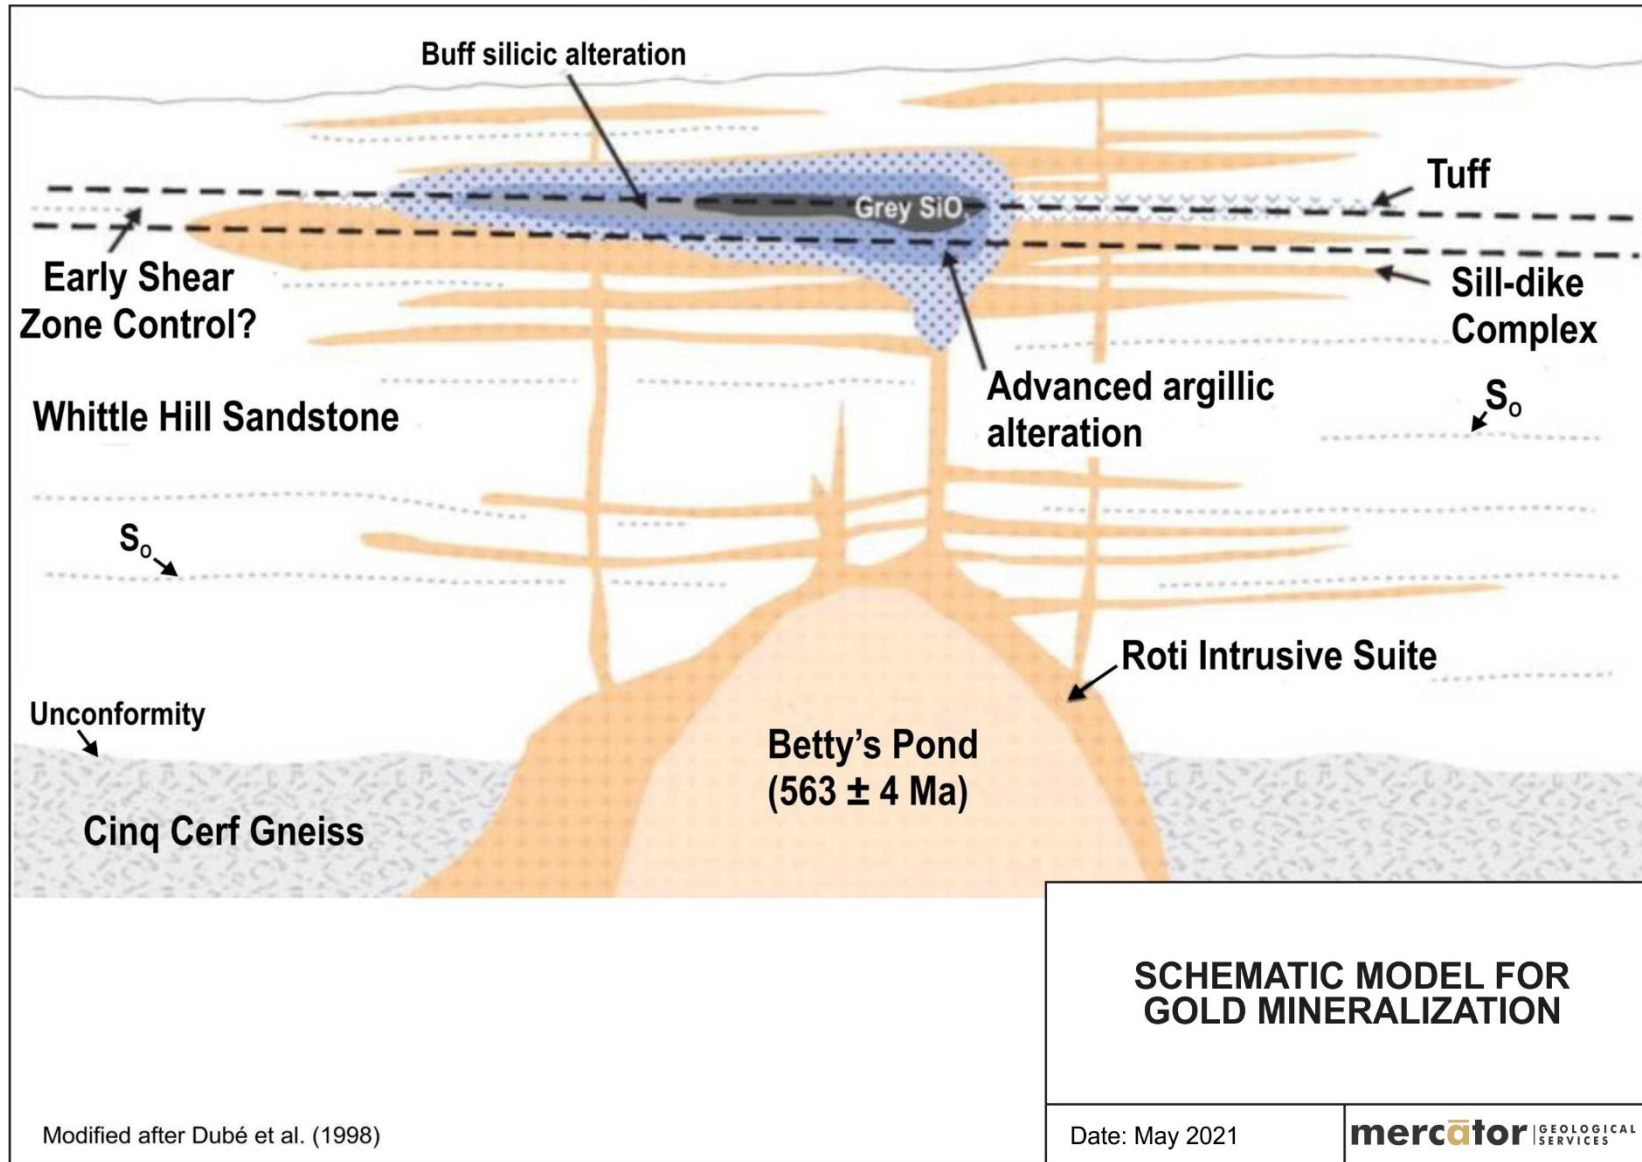 Buff silicic alteration
Grey SiO
Tuff
Early Shear
Zone Control?
Sill-dike
Complex
Advanced argillic
alteration
Whittle Hill Sandstone
S₀
S₀
Roti Intrusive Suite
Unconformity
Betty's Pond
(563 ± 4 Ma)
Cinq Cerf Gneiss
SCHEMATIC MODEL FOR
GOLD MINERALIZATION
Modified after Dubé et al. (1998)
Date: May 2021
mercātor GEOLOGICAL
SERVICES